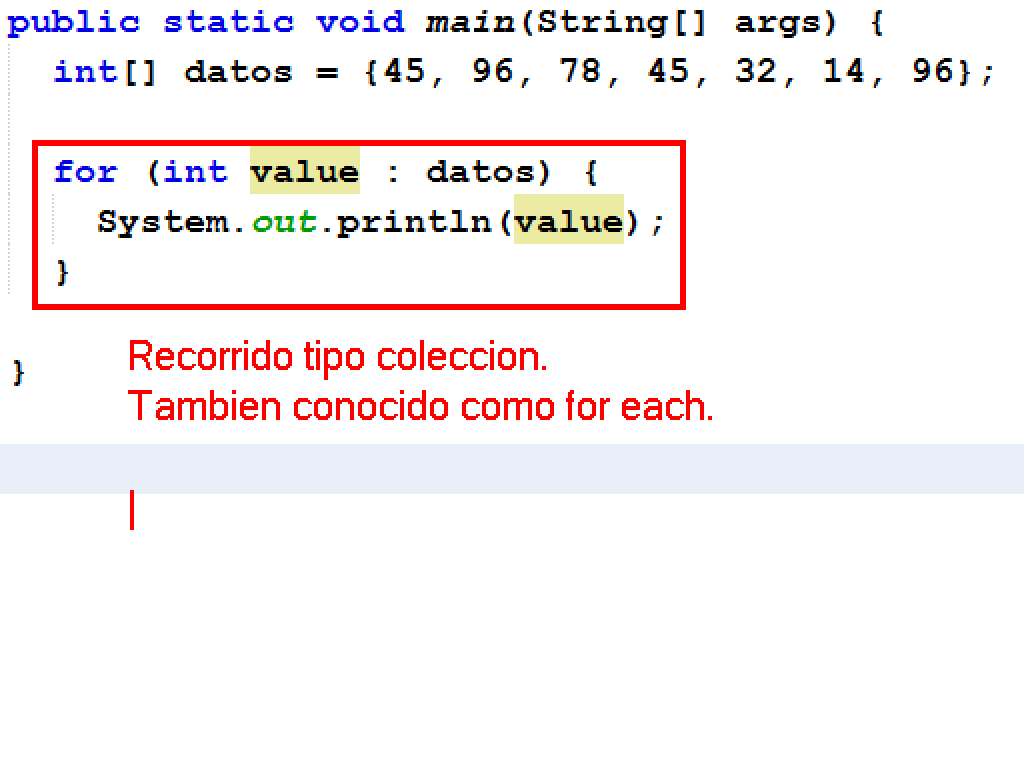 public static void main(String[] args) {
int[] datos = {45, 96, 78, 45, 32, 14, 96};
for (int value : datos) {
System.out.println(value);
}
Recorrido tipo coleccion.
}
Tambien conocido como for each.